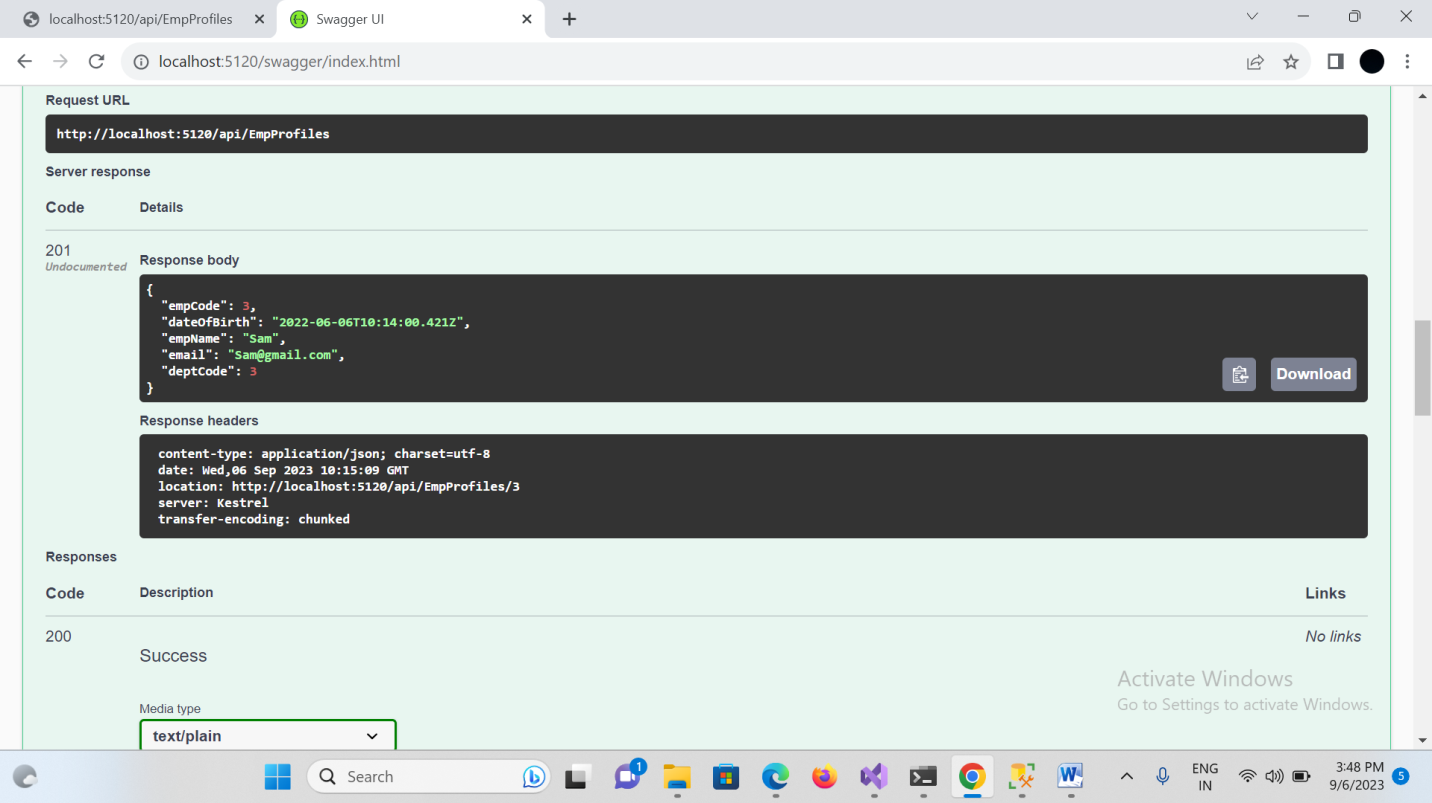 localhost:5120/api/EmpProfiles
Swagger UI
localhost:5120/swagger/index.html
Request URL
http://localhost:5120/api/EmpProfiles
Server response
Code Details
201
Undocumented
Response body
{
"empCode": 3,
"dateOfBirth": "2022-06-06T10:14:00.421Z",
"empName": "Sam",
"email": "Sam@gmail.com",
"deptCode": 3
}
Download
Response headers
content-type: application/json; charset=utf-8
date: Wed,06 Sep 2023 10:15:09 GMT
location: http://localhost:5120/api/EmpProfiles/3
server: Kestrel
transfer-encoding: chunked
Responses
Code Description Links
200 No links
Success
Activate Windows
Go to Settings to activate Windows.
Media type
text/plain
Search
1
ENG
IN
3:48 PM
9/6/2023
5